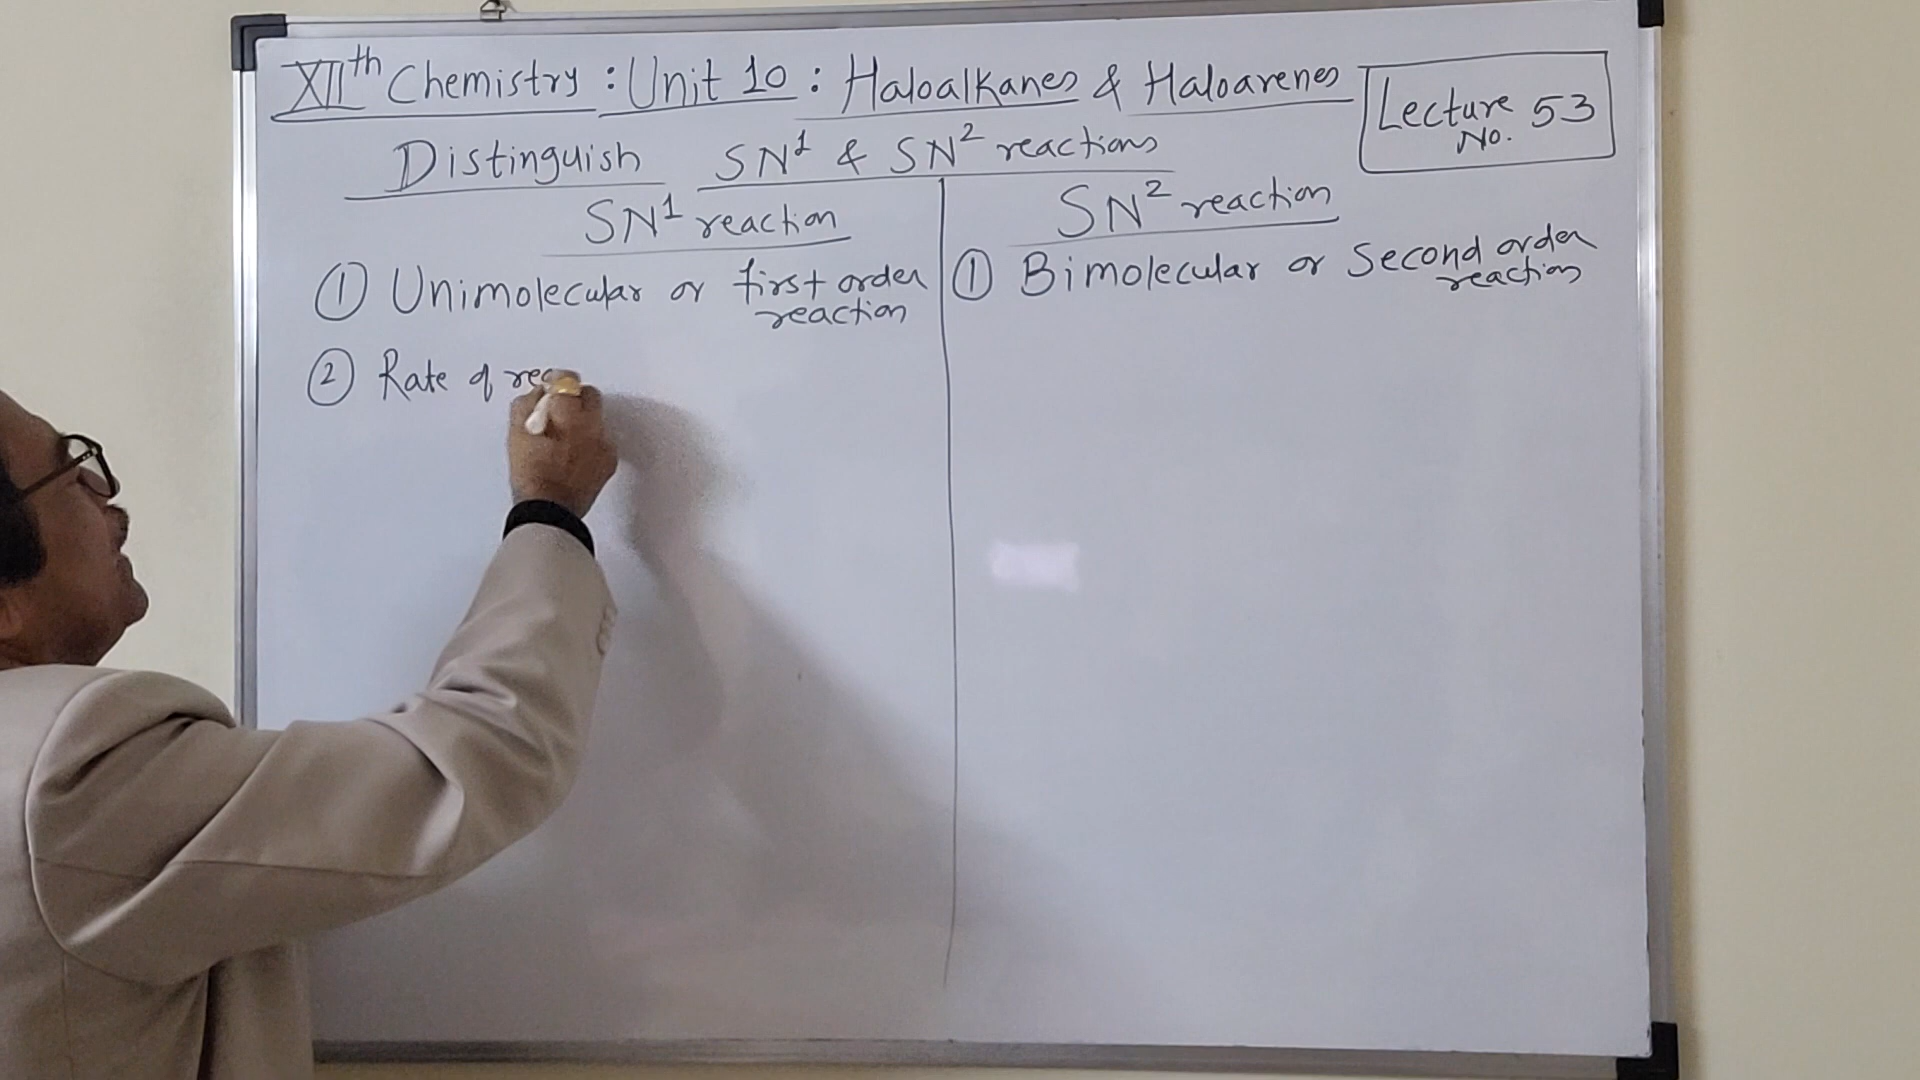 XIIth Chemistry : Unit 10 : Haloalkanes & Haloarenes
Lecture No. 53
Distinguish SN1 & SN2 reactions
SN1 reaction
① Unimolecular or first order reaction
② Rate of rea
SN2 reaction
① Bimolecular or Second order reaction